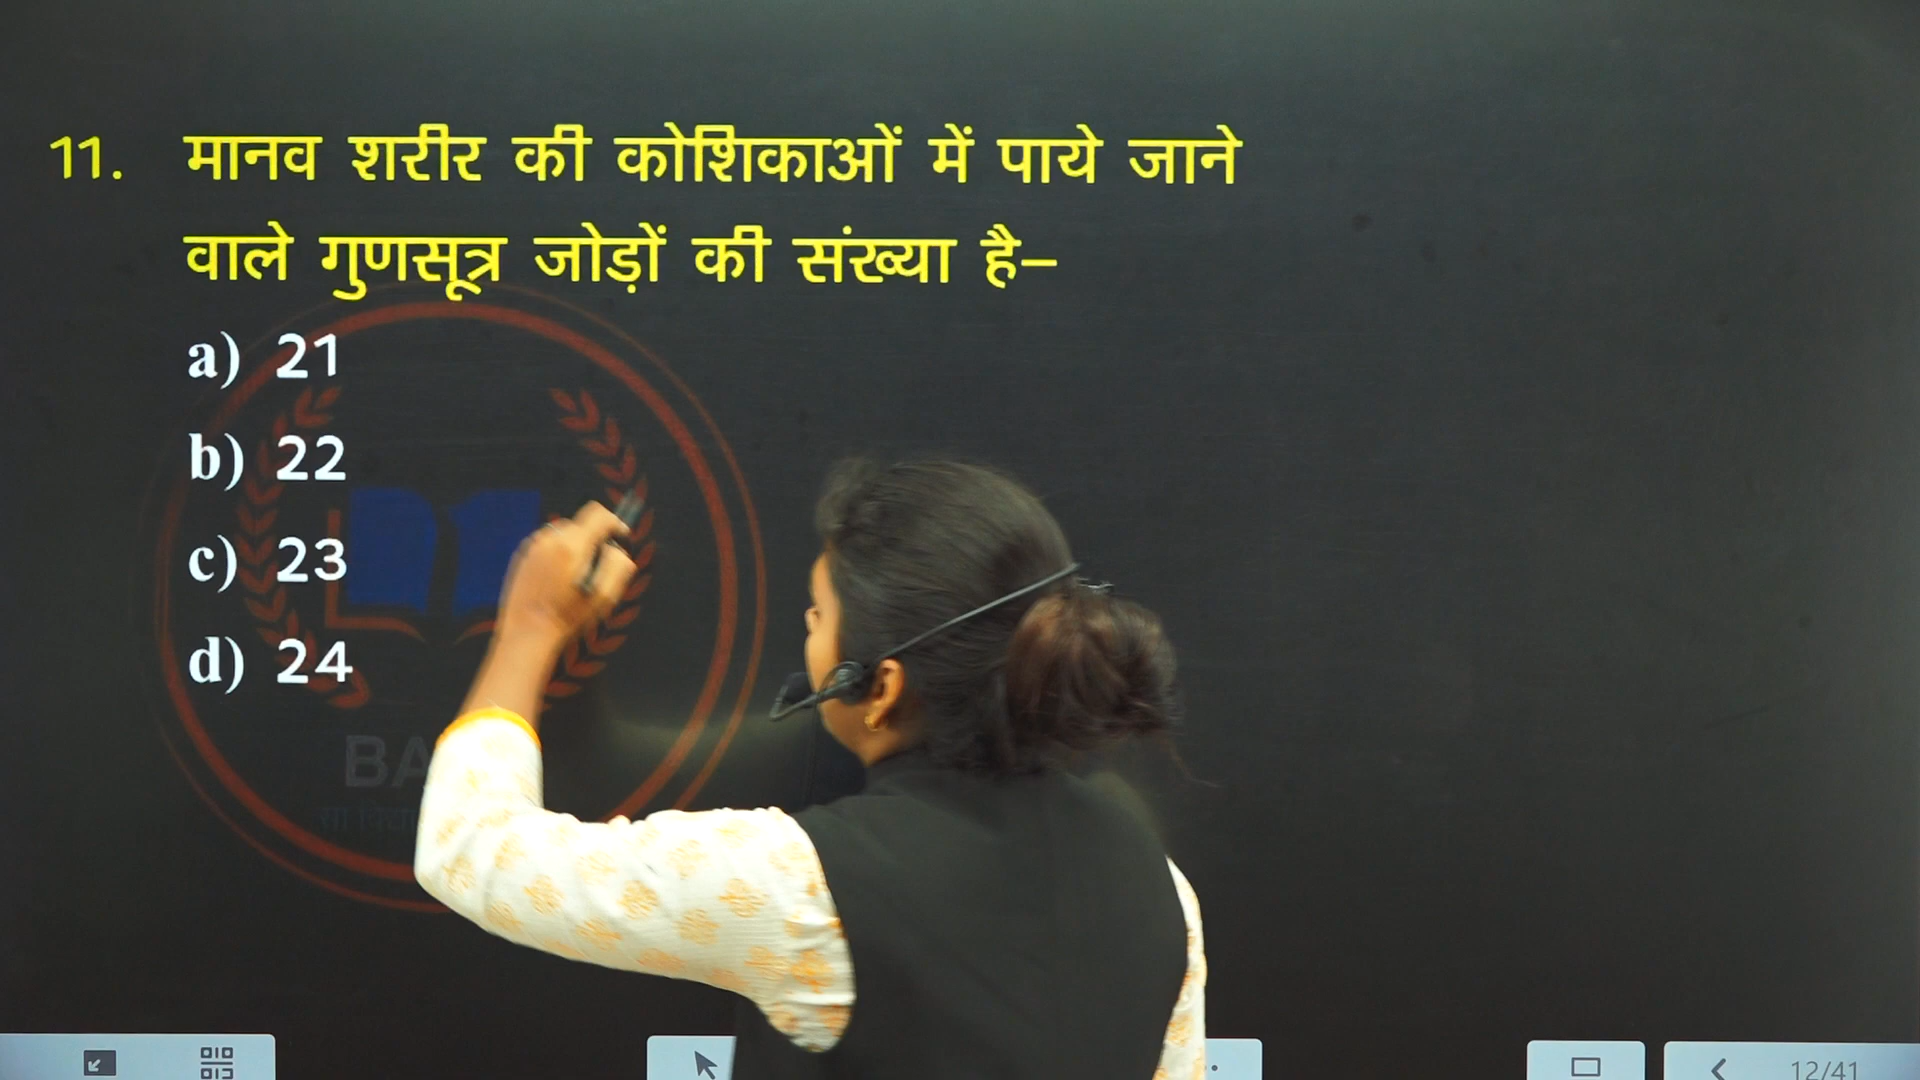 11. मानव शरीर की कोशिकाओं में पाये जाने
वाले गुणसूत्र जोड़ों की संख्या है–
a) 21
b) 22
c) 23
d) 24
12/41